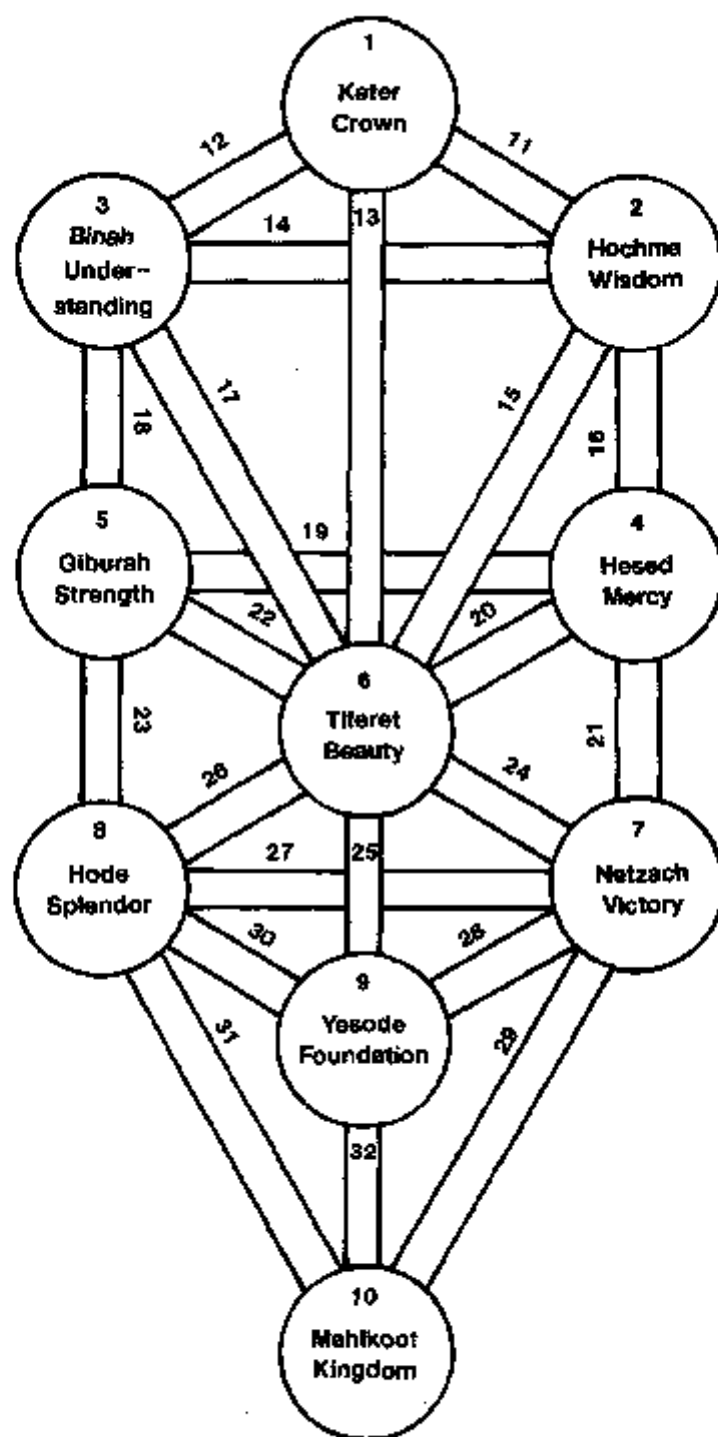 1
Keter
Crown
12
11
3
Binah
Under-
standing
14
13
2
Hochma
Wisdom
17
15
18
16
5
Giburah
Strength
19
4
Hesed
Mercy
22
20
6
Tiferet
Beauty
23
21
26
24
8
Hode
Splendor
27
25
7
Netzach
Victory
30
28
9
Yesode
Foundation
31
29
32
10
Mahlkoot
Kingdom